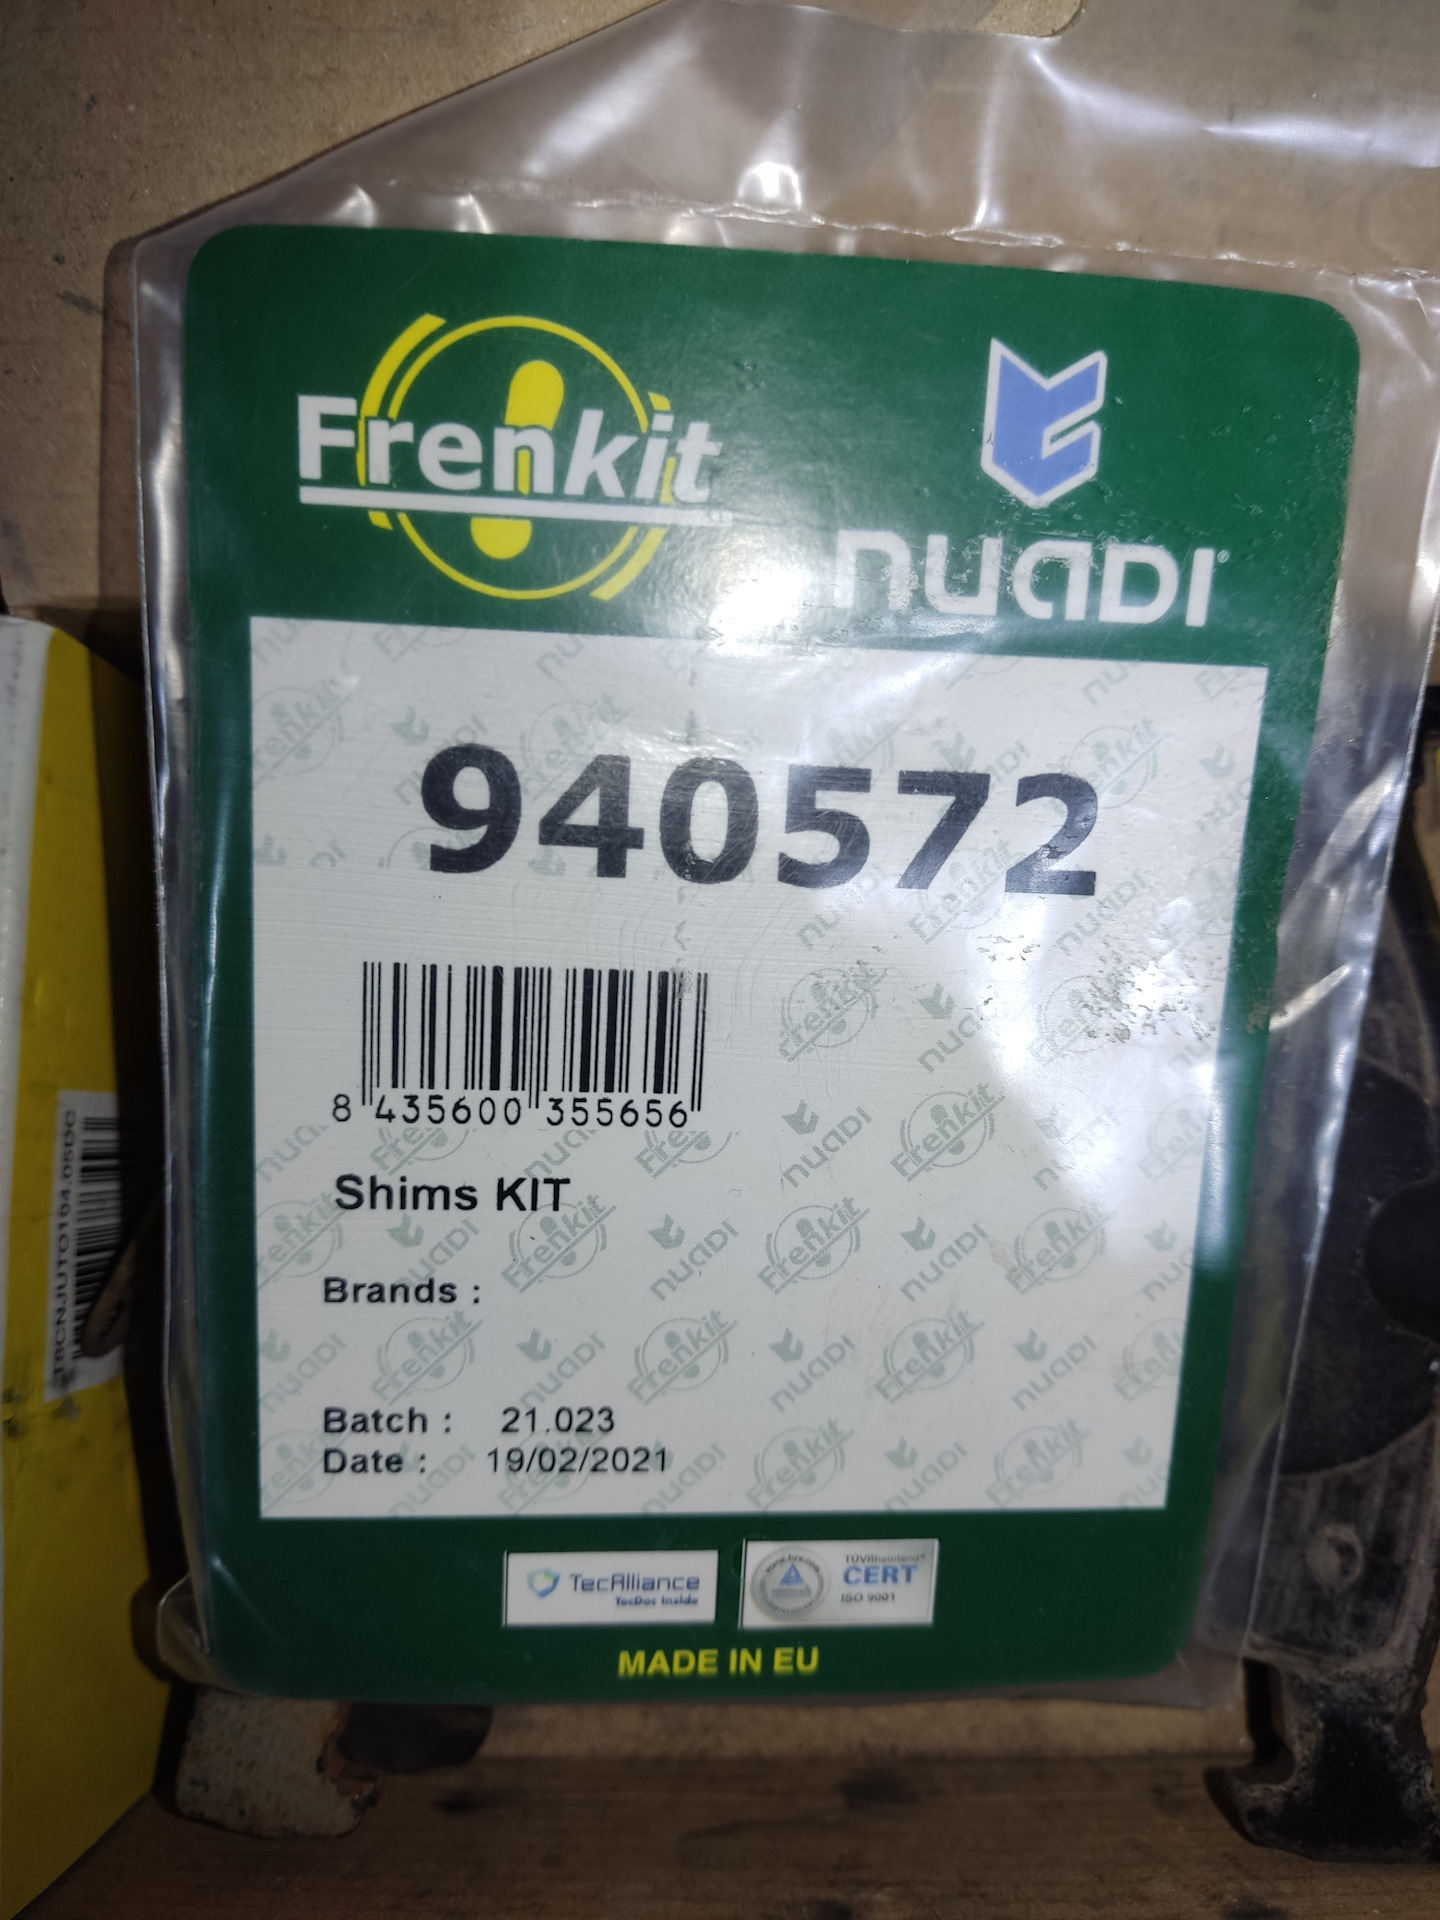 Frenkit
NUADI®
940572
8 435600 355656
Shims KIT
Brands :
Batch : 21.023
Date : 19/02/2021
TecAlliance
TecDoc Inside
TÜVRheinland®
CERT
ISO 9001
MADE IN EU